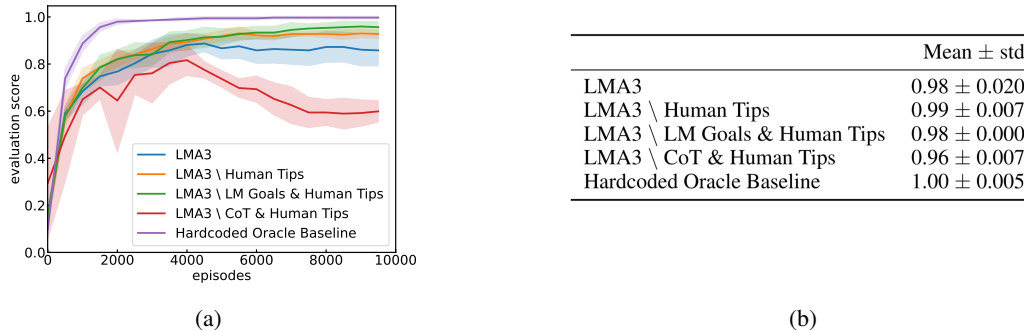 1.0
0.8
0.6
0.4
0.2
0.0
evaluation score
LMA3
LMA3 \ Human Tips
LMA3 \ LM Goals & Human Tips
LMA3 \ CoT & Human Tips
Hardcoded Oracle Baseline
0 2000 4000 6000 8000 10000
episodes
(a)
Mean ± std
LMA3 0.98 ± 0.020
LMA3 \ Human Tips 0.99 ± 0.007
LMA3 \ LM Goals & Human Tips 0.98 ± 0.000
LMA3 \ CoT & Human Tips 0.96 ± 0.007
Hardcoded Oracle Baseline 1.00 ± 0.005
(b)